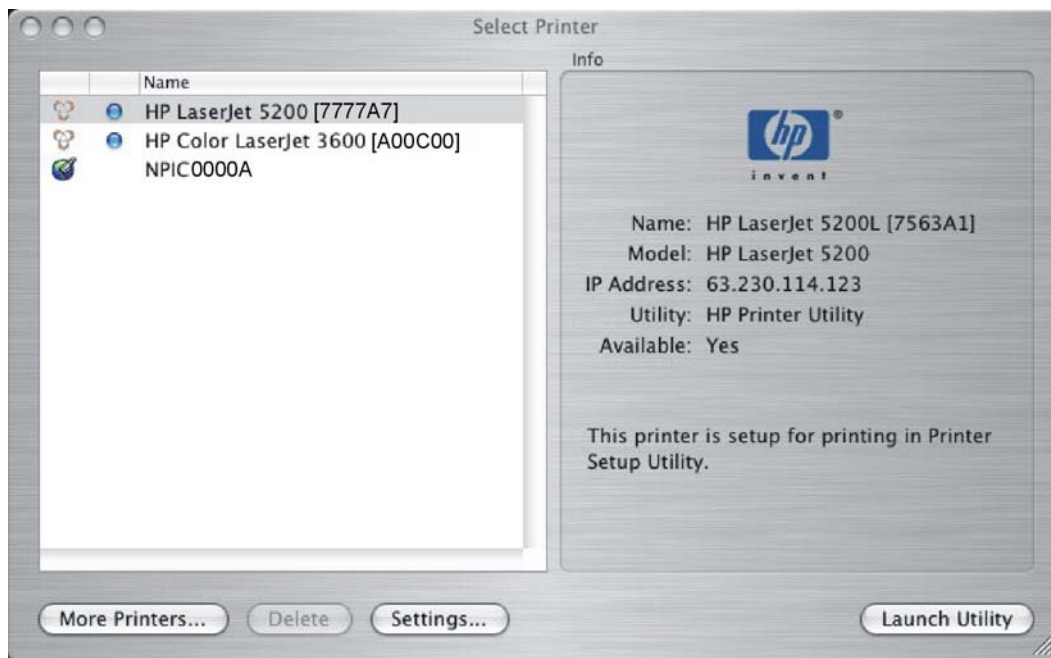 Select Printer
Name
HP LaserJet 5200 [7777A7]
HP Color LaserJet 3600 [A00C00]
NPIC0000A
Info
hp
®
invent
Name: HP LaserJet 5200L [7563A1]
Model: HP LaserJet 5200
IP Address: 63.230.114.123
Utility: HP Printer Utility
Available: Yes
This printer is setup for printing in Printer
Setup Utility.
More Printers...
Delete
Settings...
Launch Utility